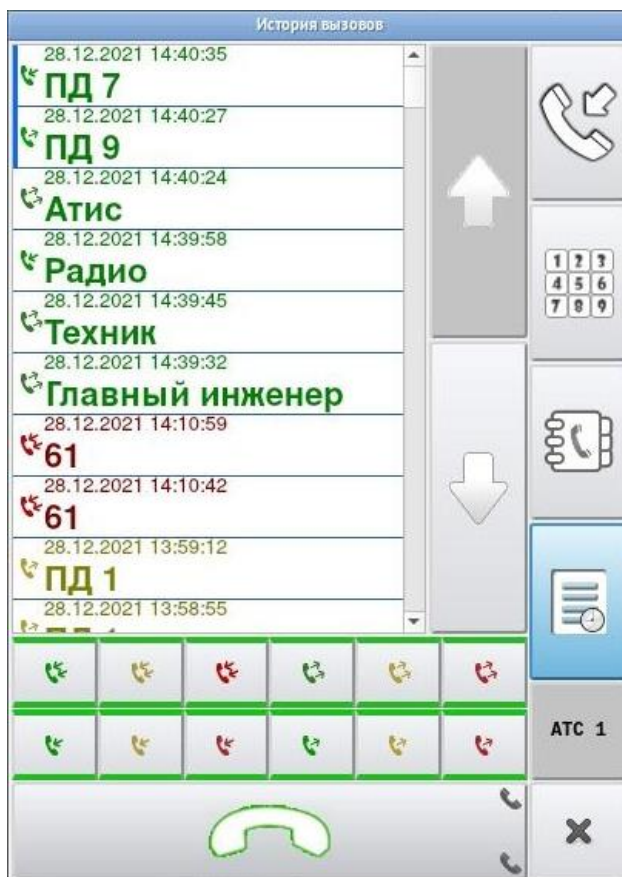 История вызовов
28.12.2021 14:40:35
ПД 7
28.12.2021 14:40:27
ПД 9
28.12.2021 14:40:24
Атис
28.12.2021 14:39:58
Радио
28.12.2021 14:39:45
Техник
28.12.2021 14:39:32
Главный инженер
28.12.2021 14:10:59
61
28.12.2021 14:10:42
61
28.12.2021 13:59:12
ПД 1
28.12.2021 13:58:55
1 2 3
4 5 6
7 8 9
АТС 1